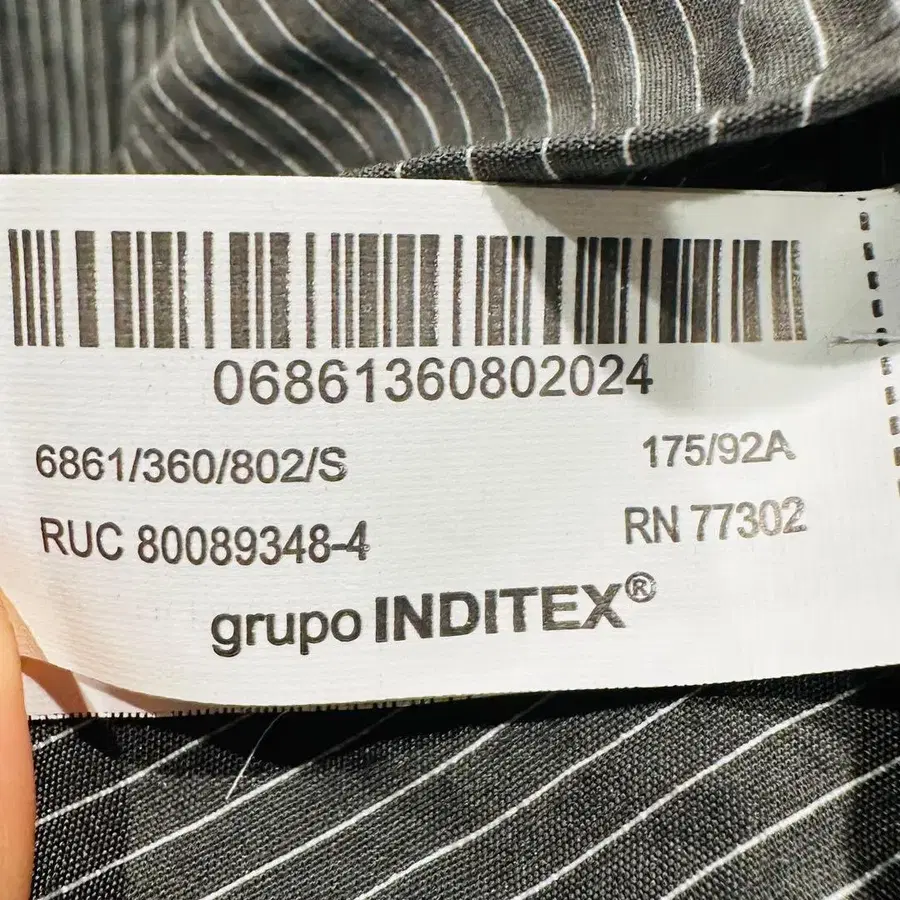 06861360802024
6861/360/802/S 175/92A
RUC 80089348-4 RN 77302
grupo INDITEX®